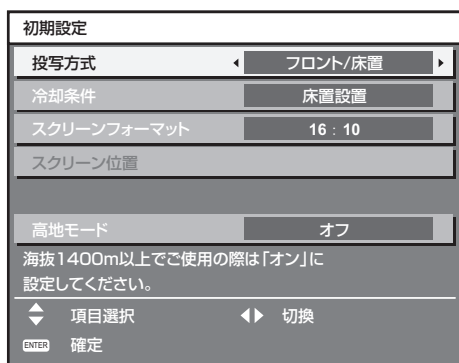 初期設定
投写方式 フロント/床置
冷却条件 床置設置
スクリーンフォーマット 16：10
スクリーン位置
高地モード オフ
海抜1400m以上でご使用の際は「オン」に
設定してください。
項目選択 切換
ENTER 確定